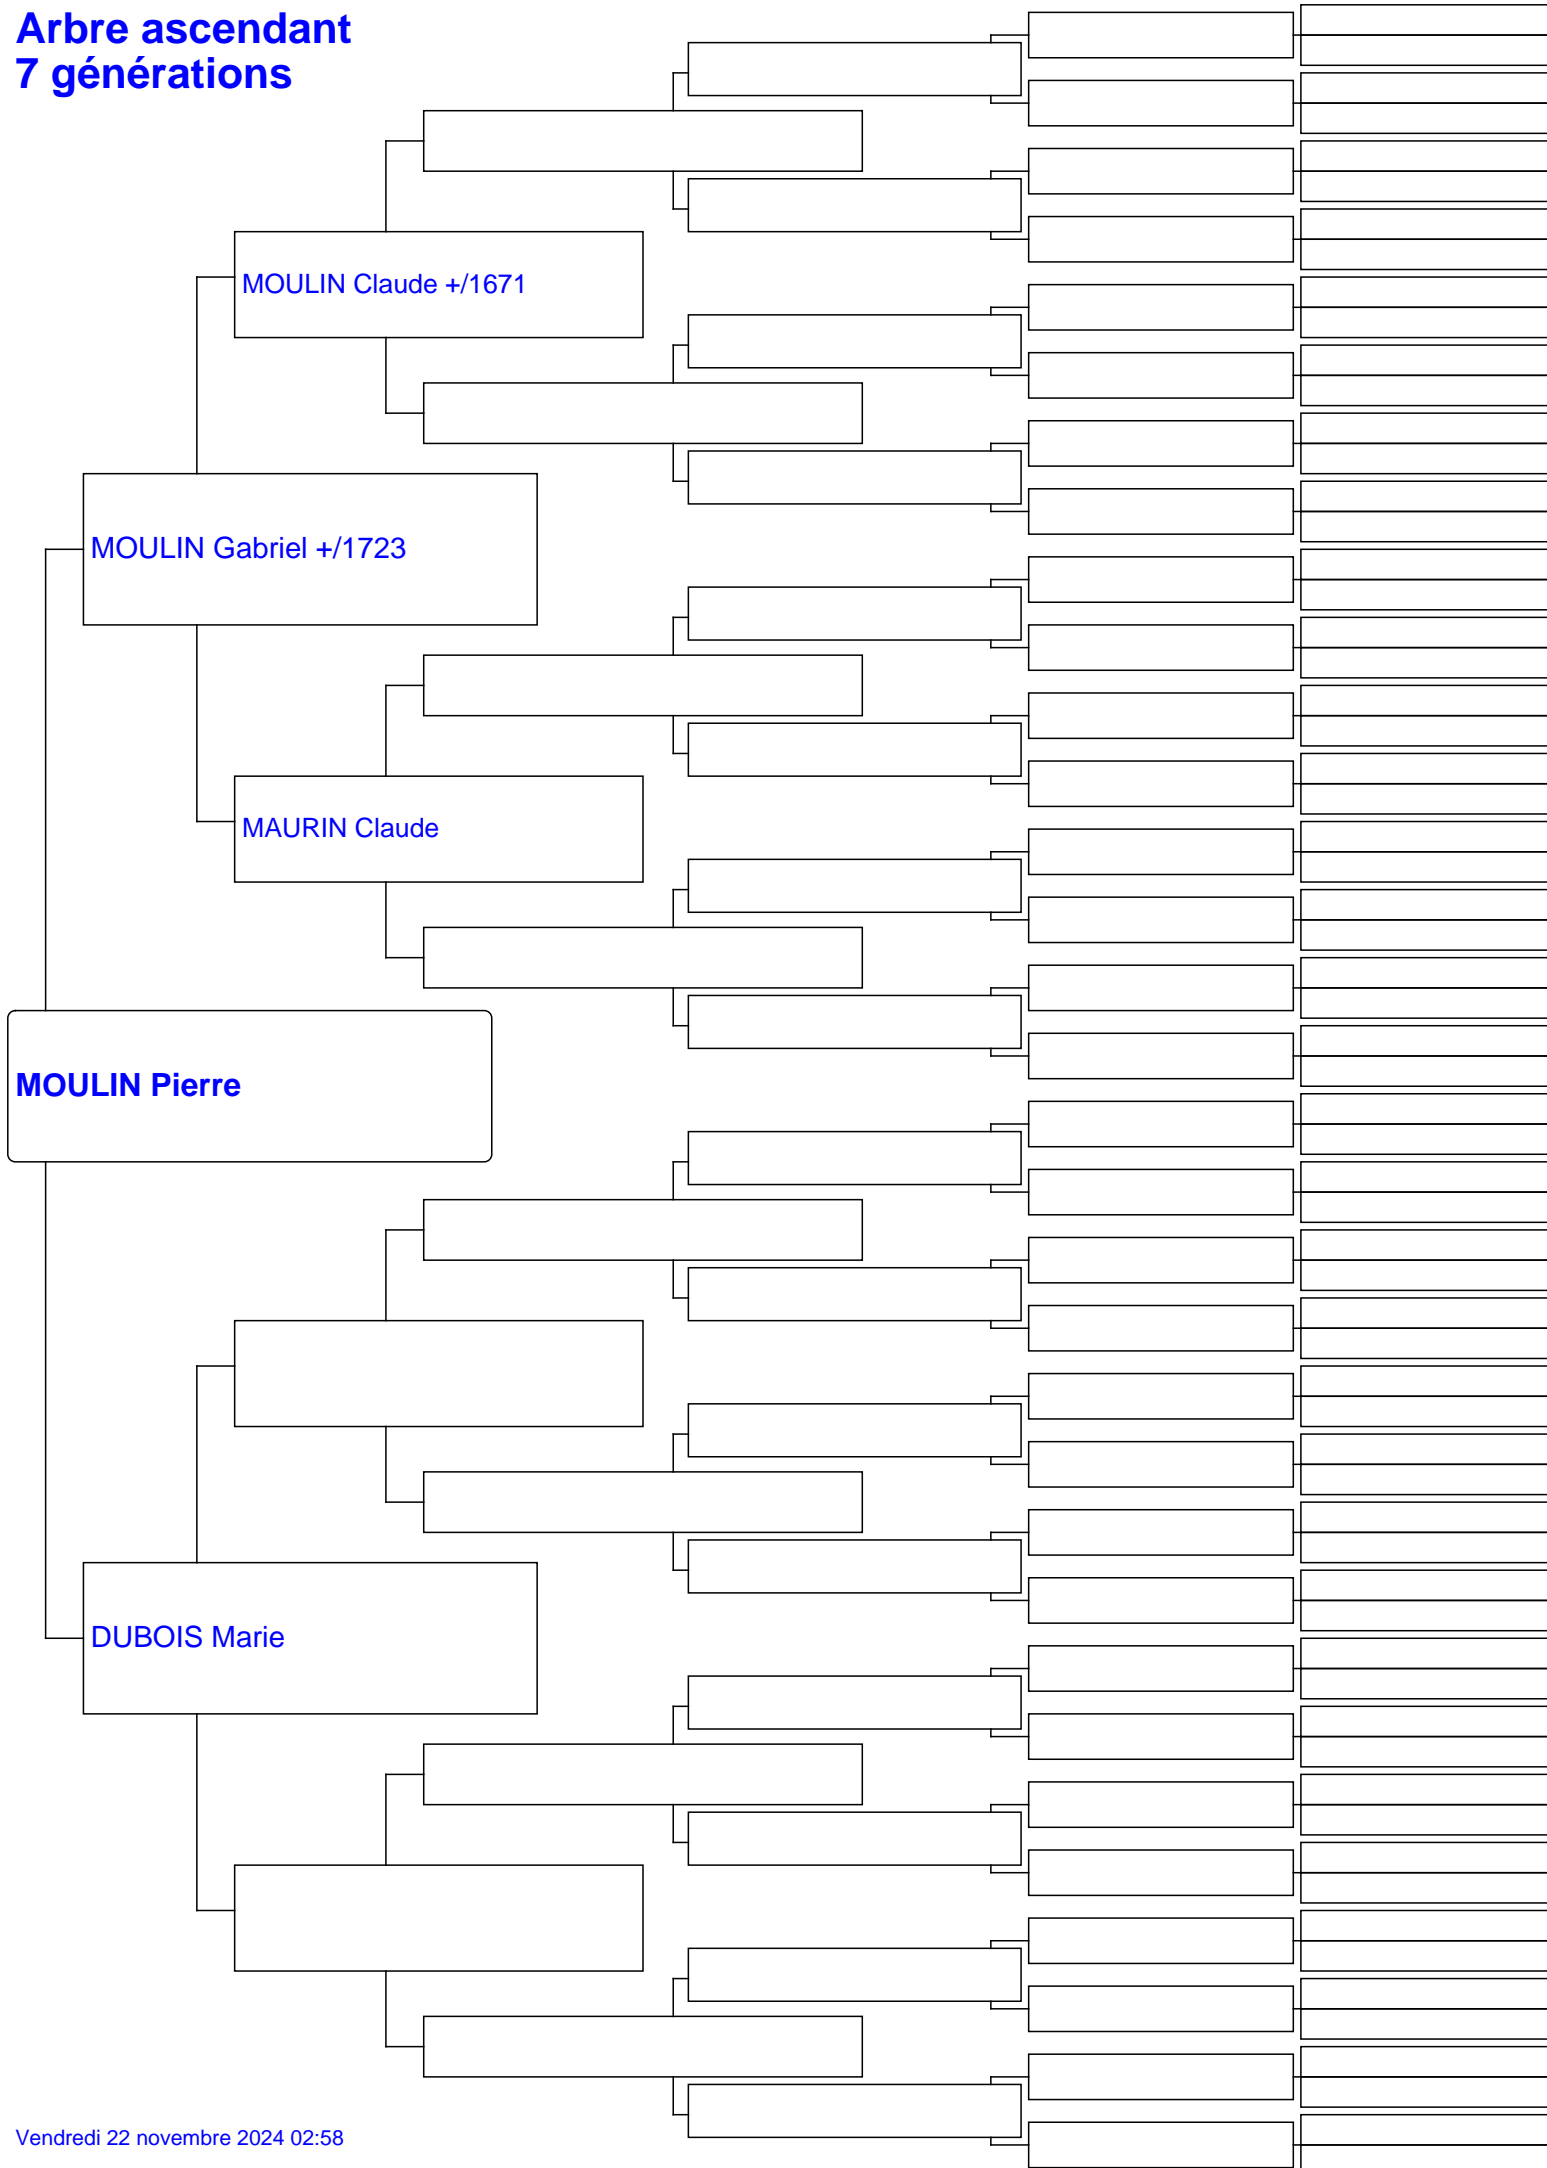 Arbre ascendant
7 générations
MOULIN Claude +/1671
MOULIN Gabriel +/1723
MAURIN Claude
MOULIN Pierre
DUBOIS Marie
Vendredi 22 novembre 2024 02:58